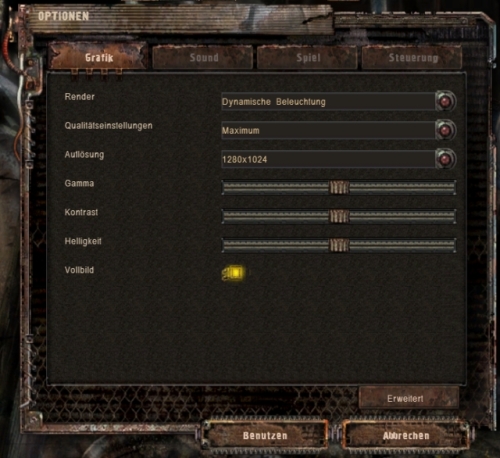 OPTIONEN
Grafik Sound Spiel Steuerung
Render Dynamische Beleuchtung
Qualitätseinstellungen Maximum
Auflösung 1280x1024
Gamma
Kontrast
Helligkeit
Vollbild
Erweitert
Benutzen Abbrechen